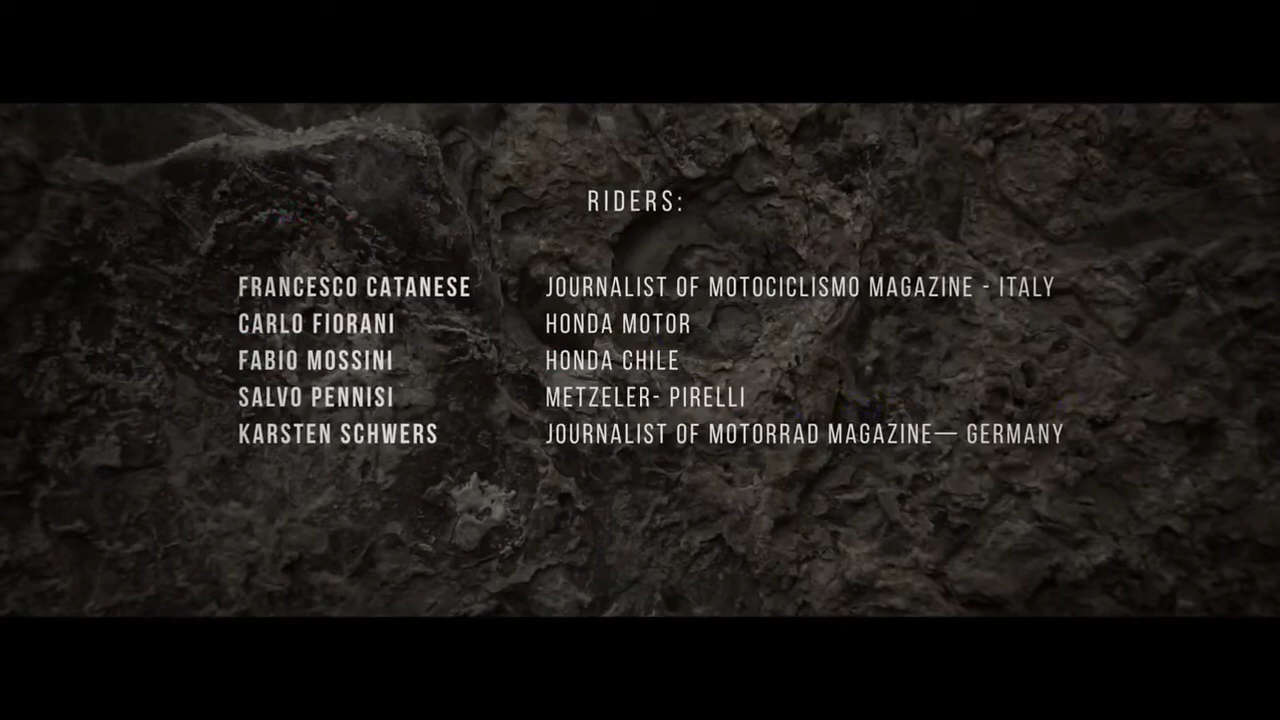 RIDERS:
FRANCESCO CATANESE JOURNALIST OF MOTOCICLISMO MAGAZINE - ITALY
CARLO FIORANI HONDA MOTOR
FABIO MOSSINI HONDA CHILE
SALVO PENNISI METZELER- PIRELLI
KARSTEN SCHWERS JOURNALIST OF MOTORRAD MAGAZINE— GERMANY